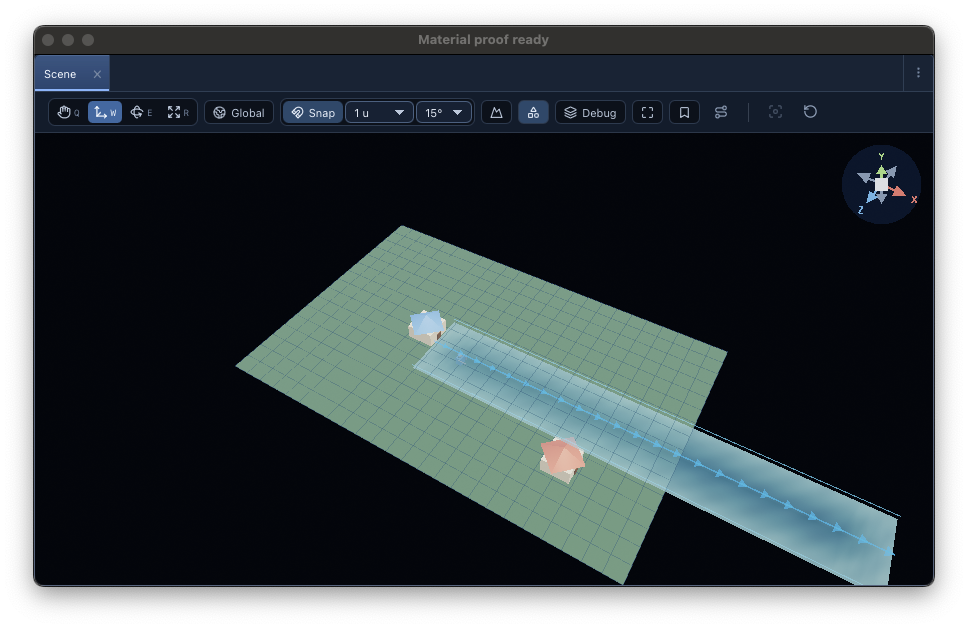 Material proof ready
Scene
Q W E R Global Snap 1 u 15° Debug
Y
X
Z